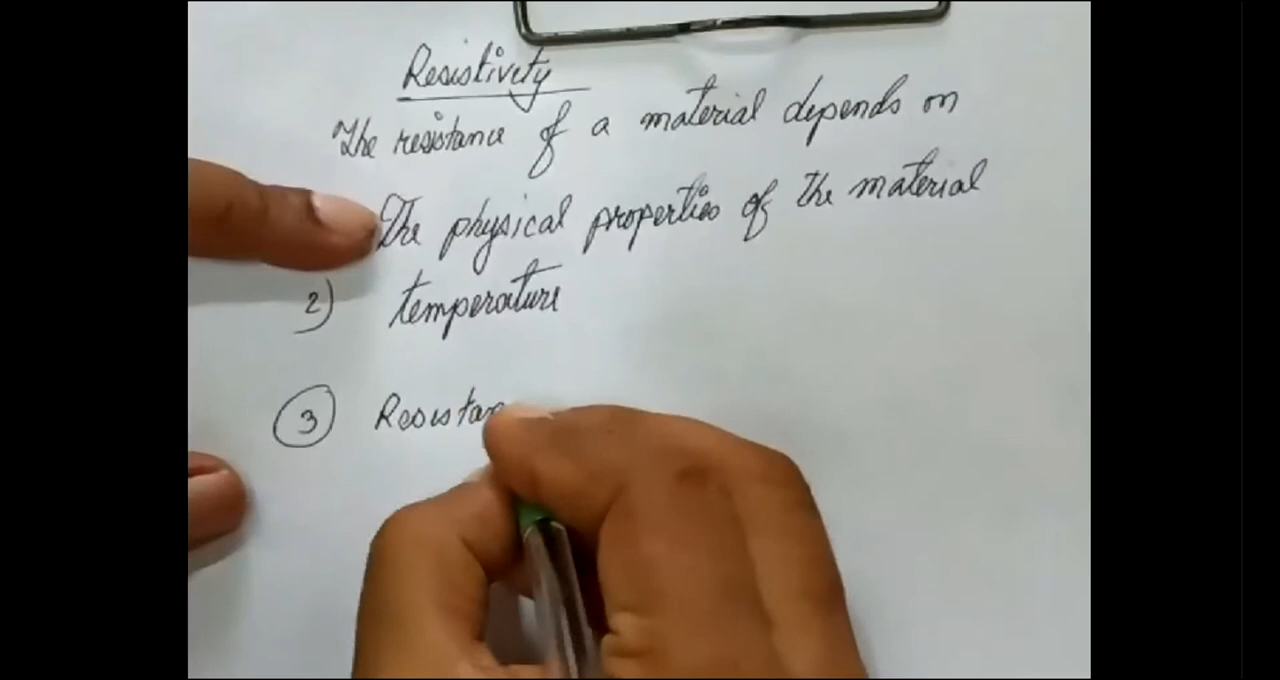 Resistivity
The resistance of a material depends on
The physical properties of the material
2) temperature
3 Resistan